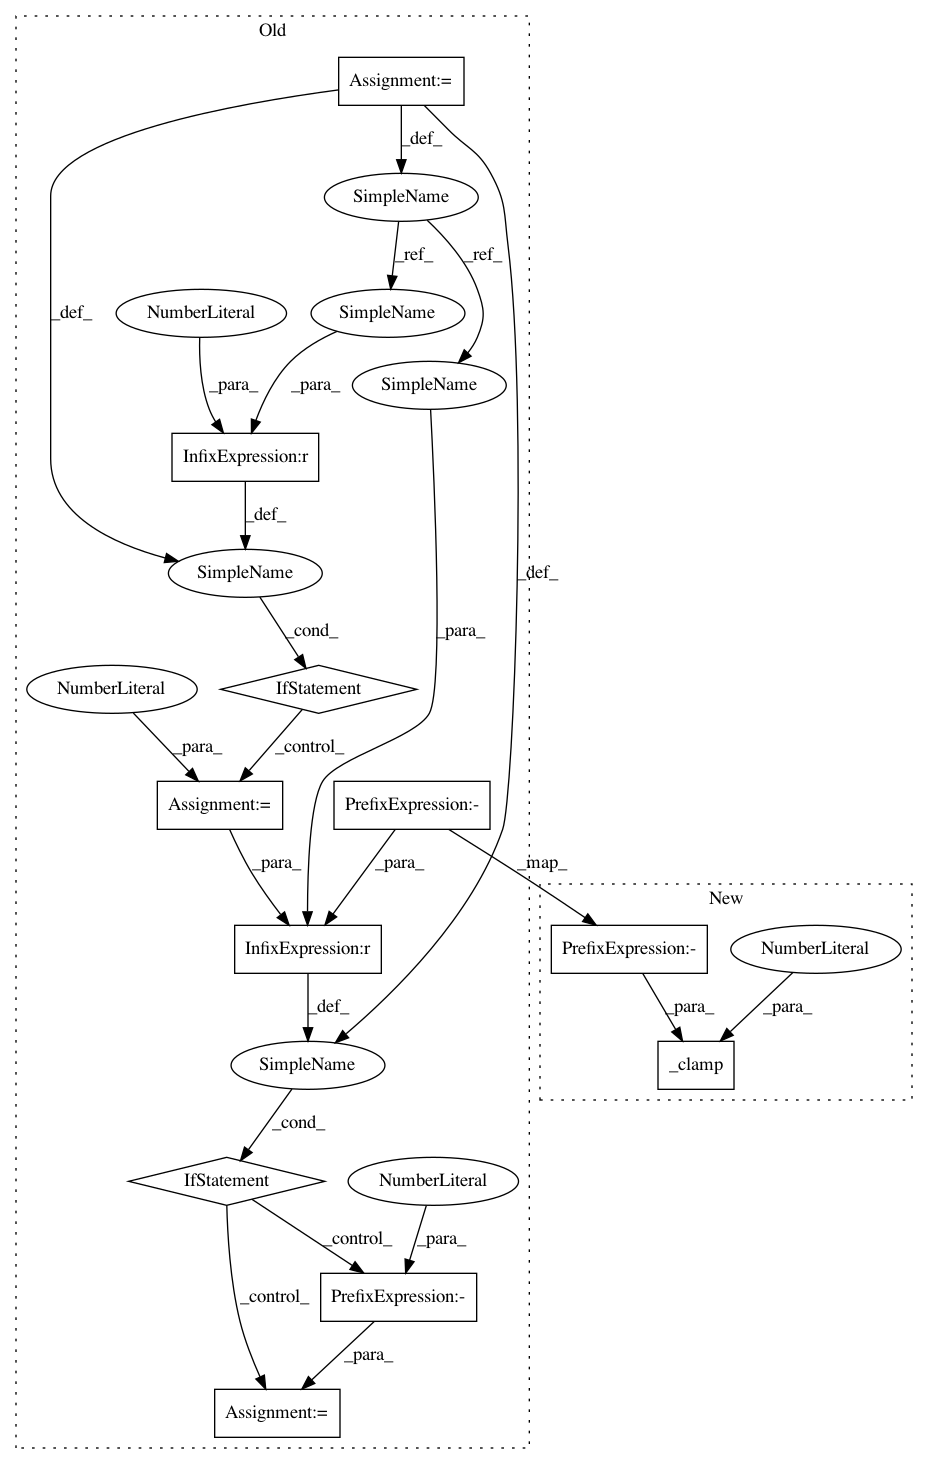 Old
Assignment:=
_def_
SimpleName
_ref_
_ref_
NumberLiteral
SimpleName
_def_
SimpleName
_para_
_para_
InfixExpression:r
_def_
SimpleName
_def_
_cond_
_para_
NumberLiteral
IfStatement
_para_
_control_
Assignment:=
PrefixExpression:-
_para_
_para_
_map_
New
InfixExpression:r
PrefixExpression:-
NumberLiteral
_def_
_para_
_para_
SimpleName
_clamp
_cond_
IfStatement
NumberLiteral
_control_
_para_
_control_
PrefixExpression:-
_para_
Assignment:=